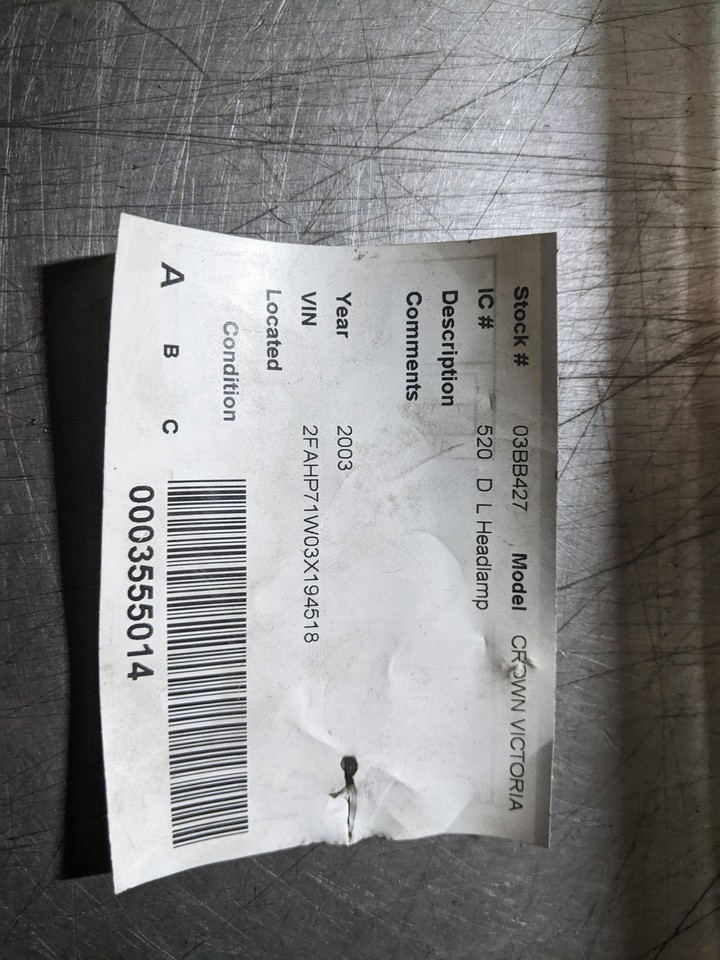 Stock # 03BB427 Model CROWN VICTORIA
IC # 520 D L Headlamp
Description
Comments
Year 2003
VIN 2FAHP71W03X194518
Located
Condition
A B C
0003555014